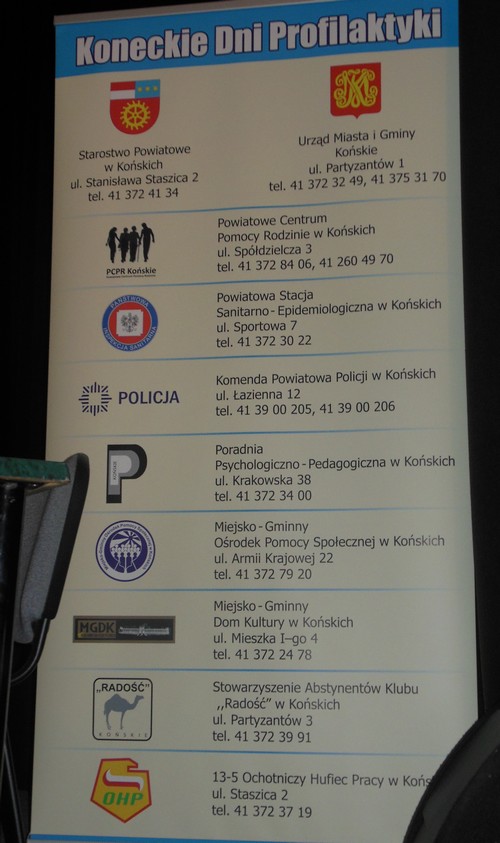 Koneckie Dni Profilaktyki
Starostwo Powiatowe
w Końskich
ul. Stanisława Staszica 2
tel. 41 372 41 34
Urząd Miasta i Gminy
Końskie
ul. Partyzantów 1
tel. 41 372 32 49, 41 375 31 70
PCPR Końskie
Powiatowe Centrum
Pomocy Rodzinie w Końskich
ul. Spółdzielcza 3
tel. 41 372 84 06, 41 260 49 70
PAŃSTWOWA
INSPEKCJA SANITARNA
Powiatowa Stacja
Sanitarno-Epidemiologiczna w Końskich
ul. Sportowa 7
tel. 41 372 30 22
POLICJA
Komenda Powiatowa Policji w Końskich
ul. Łazienna 12
tel. 41 39 00 205, 41 39 00 206
P
Poradnia
Psychologiczno-Pedagogiczna w Końskich
ul. Krakowska 38
tel. 41 372 34 00
Miejsko-Gminny
Ośrodek Pomocy Społecznej w Końskich
ul. Armii Krajowej 22
tel. 41 372 79 20
MGDK
Miejsko-Gminny
Dom Kultury w Końskich
ul. Mieszka I-go 4
tel. 41 372 24 78
„RADOŚĆ"
KOŃSKIE
Stowarzyszenie Abstynentów Klubu
,,Radość" w Końskich
ul. Partyzantów 3
tel. 41 372 39 91
OHP
13-5 Ochotniczy Hufiec Pracy w Końs
ul. Staszica 2
tel. 41 372 37 19